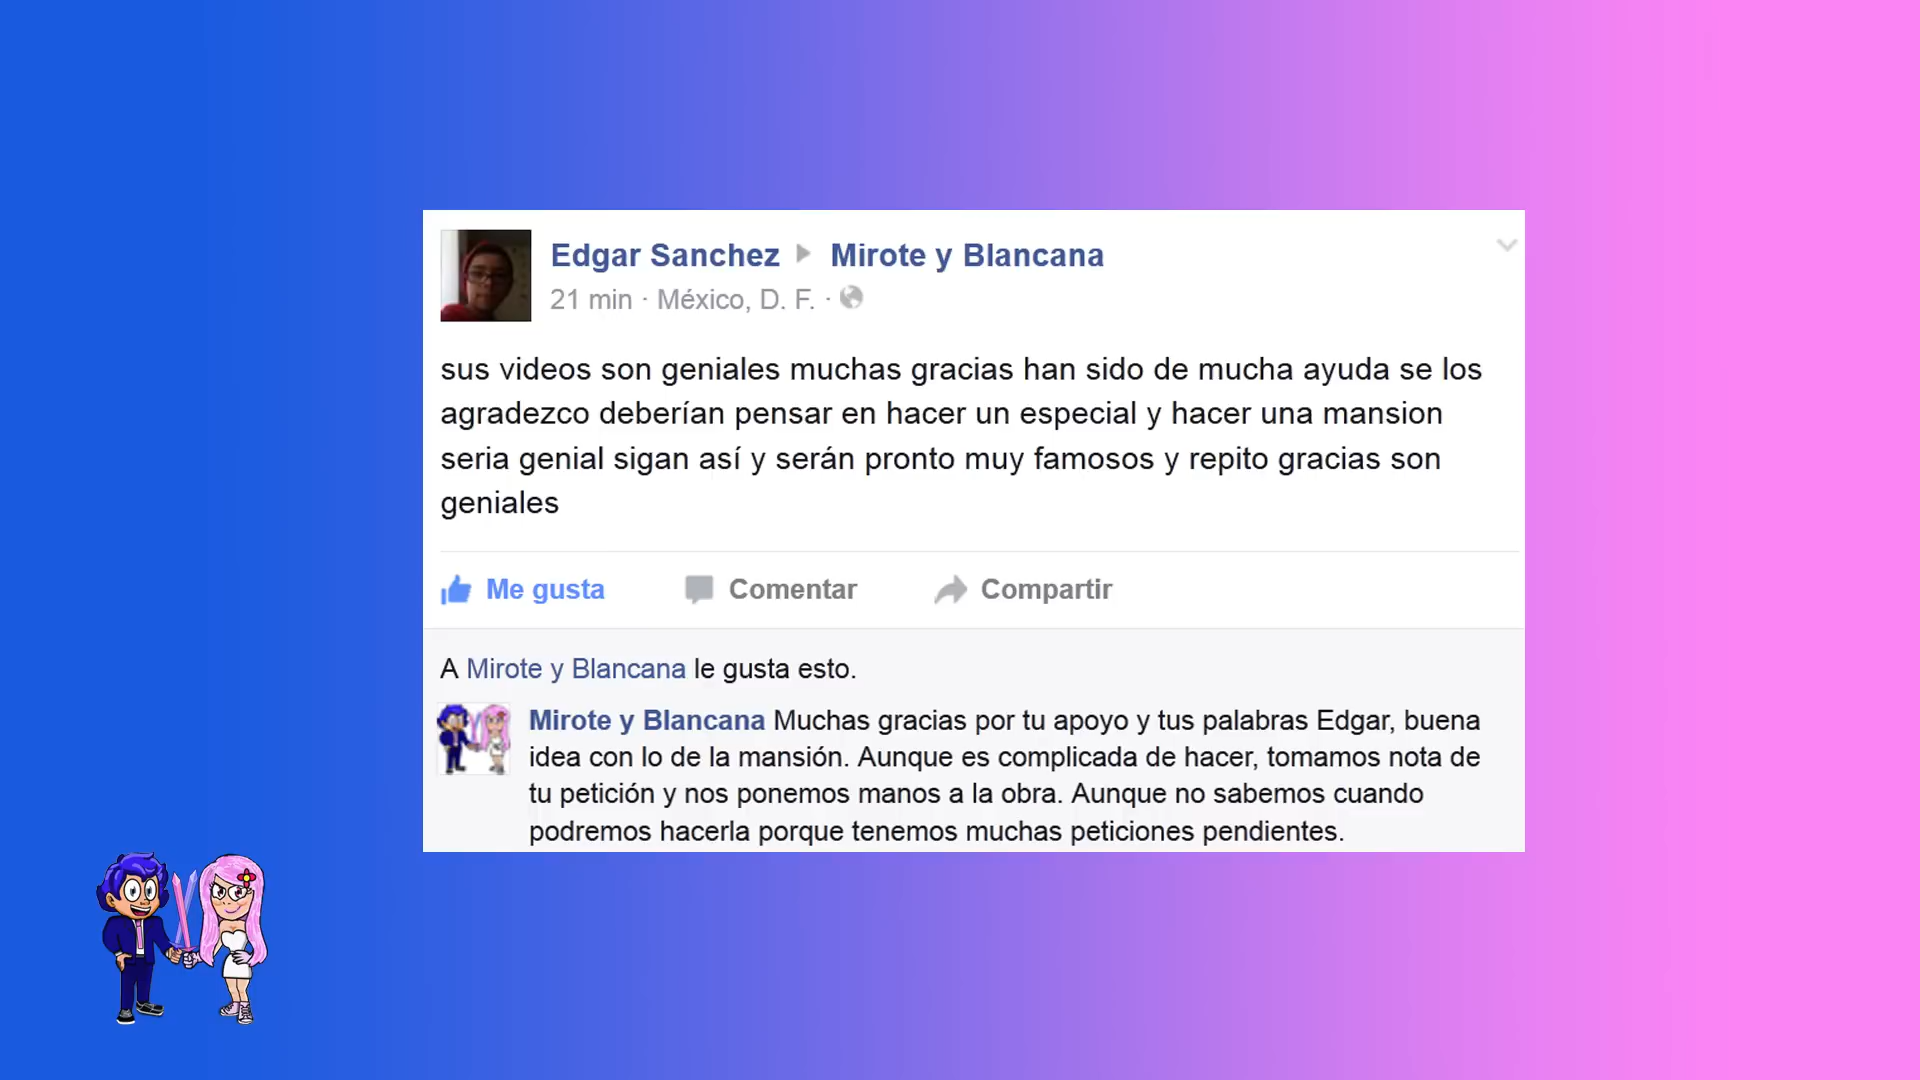 Edgar Sanchez Mirote y Blancana
21 min · México, D. F. ·
sus videos son geniales muchas gracias han sido de mucha ayuda se los
agradezco deberían pensar en hacer un especial y hacer una mansion
seria genial sigan así y serán pronto muy famosos y repito gracias son
geniales
Me gusta Comentar Compartir
A Mirote y Blancana le gusta esto.
Mirote y Blancana Muchas gracias por tu apoyo y tus palabras Edgar, buena
idea con lo de la mansión. Aunque es complicada de hacer, tomamos nota de
tu petición y nos ponemos manos a la obra. Aunque no sabemos cuando
podremos hacerla porque tenemos muchas peticiones pendientes.